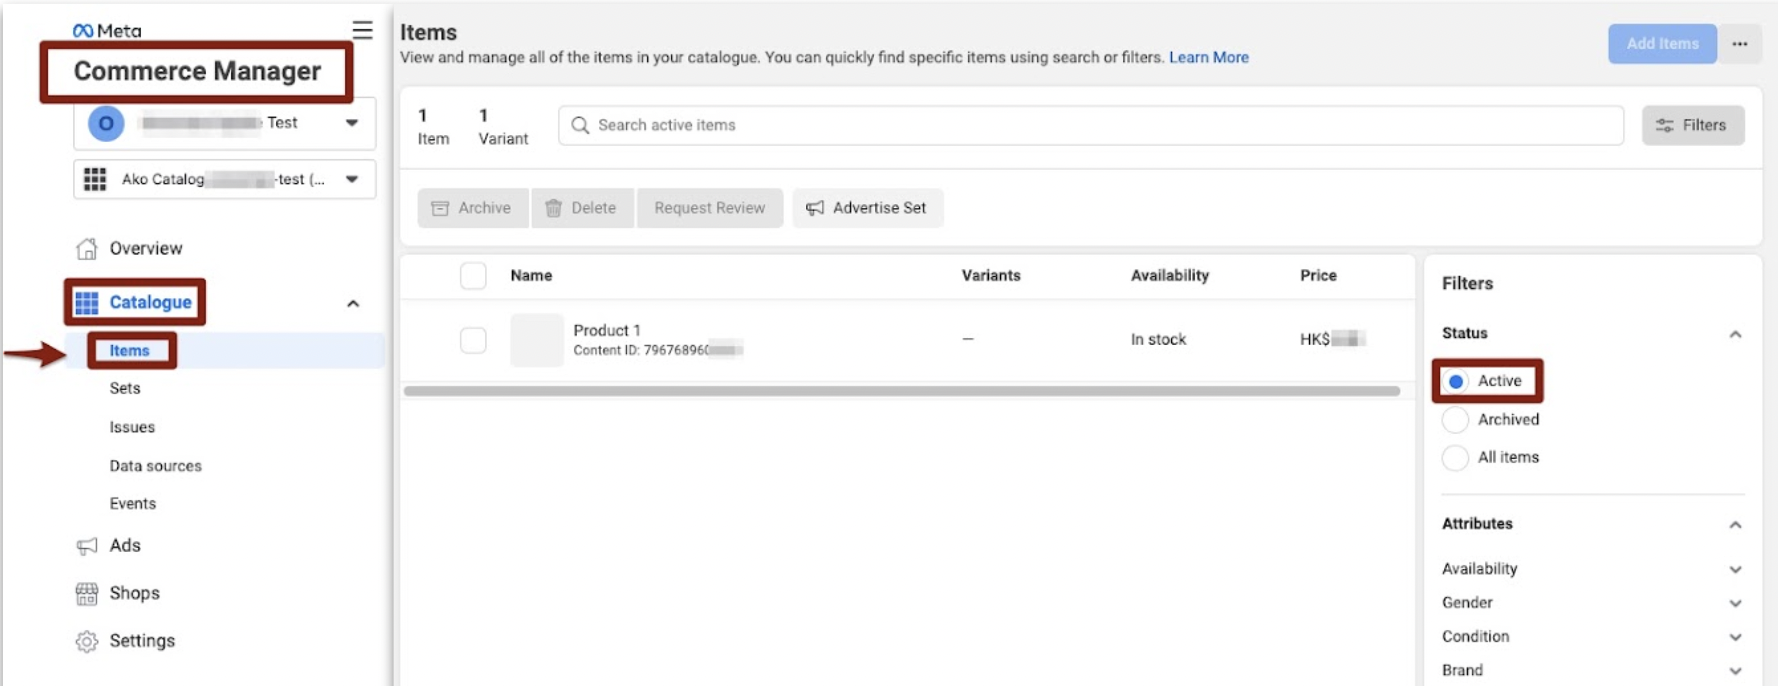 Meta
Commerce Manager
O Test
Ako Catalog -test (...
Overview
Catalogue
Items
Sets
Issues
Data sources
Events
Ads
Shops
Settings
Items
View and manage all of the items in your catalogue. You can quickly find specific items using search or filters. Learn More
Add Items ...
1 Item
1 Variant
Search active items
Filters
Archive Delete Request Review Advertise Set
Name Variants Availability Price
Product 1
Content ID: 796768960
– In stock HK$
Filters
Status
Active
Archived
All items
Attributes
Availability
Gender
Condition
Brand